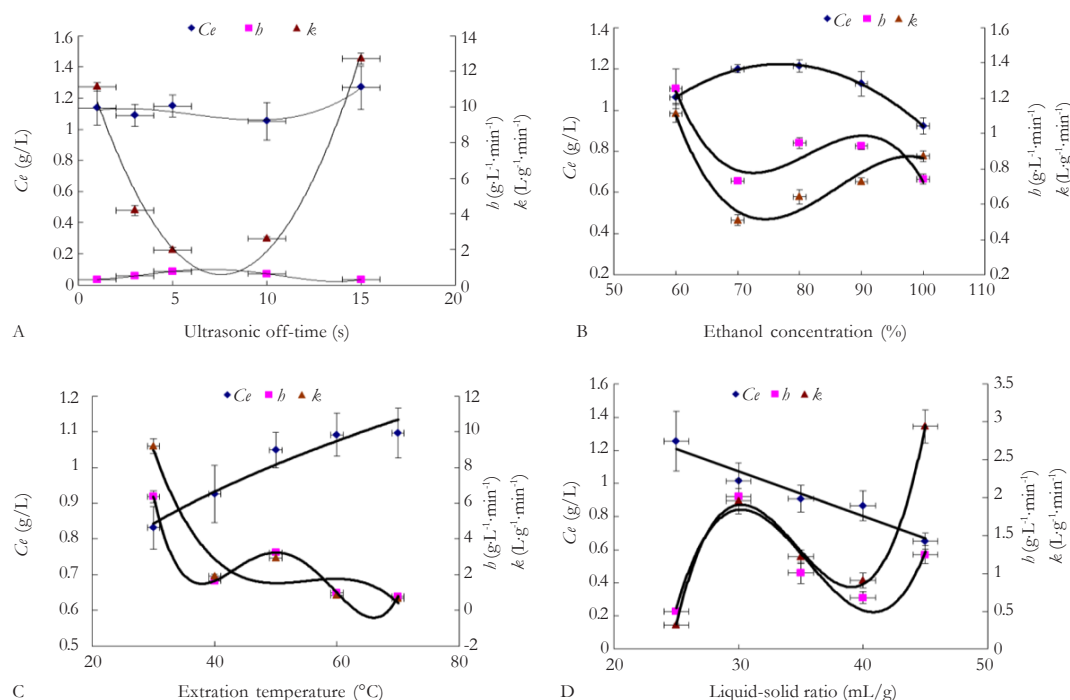 Ce h k
1.6
1.4
1.2
1
0.8
0.6
0.4
0.2
0
14
12
10
8
6
4
2
0
0 5 10 15 20
Ce (g/L)
h (g·L⁻¹·min⁻¹)
k (L·g⁻¹·min⁻¹)
A Ultrasonic off-time (s)
Ce h k
1.4
1.2
1
0.8
0.6
0.4
0.2
1.6
1.4
1.2
1
0.8
0.6
0.4
0.2
50 60 70 80 90 100 110
Ce (g/L)
h (g·L⁻¹·min⁻¹)
k (L·g⁻¹·min⁻¹)
B Ethanol concentration (%)
Ce h k
1.2
1.1
1
0.9
0.8
0.7
0.6
0.5
12
10
8
6
4
2
0
-2
20 40 60 80
Ce (g/L)
h (g·L⁻¹·min⁻¹)
k (L·g⁻¹·min⁻¹)
C Extration temperature (°C)
Ce h k
1.6
1.4
1.2
1
0.8
0.6
0.4
0.2
0
3.5
3
2.5
2
1.5
1
0.5
0
20 30 40 50
Ce (g/L)
h (g·L⁻¹·min⁻¹)
k (L·g⁻¹·min⁻¹)
D Liquid-solid ratio (mL/g)